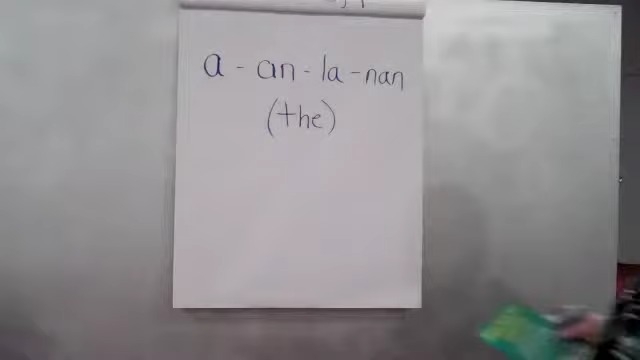 a - an - la - nan
(the)